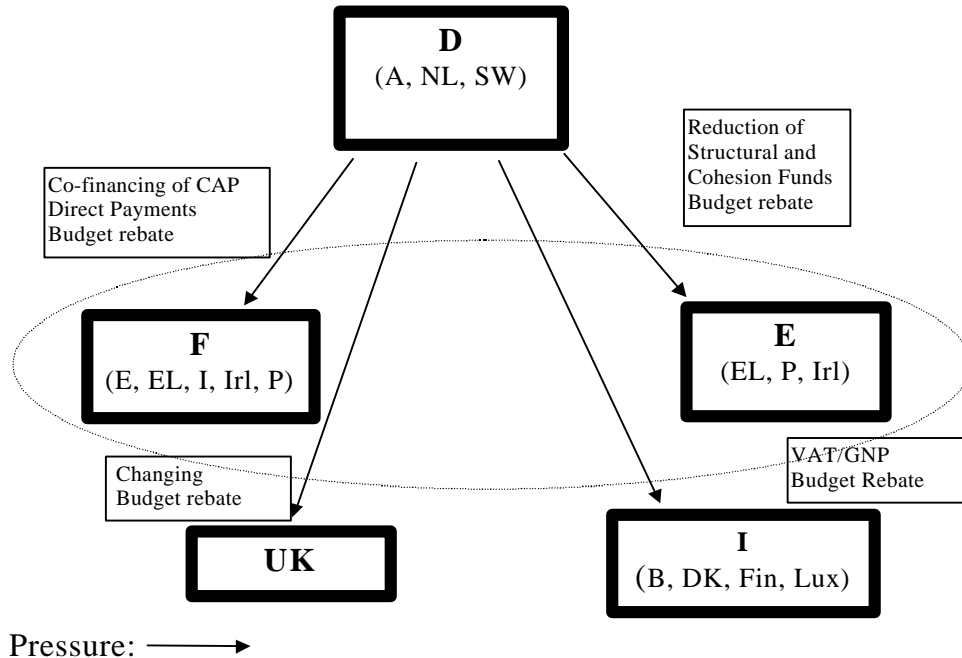 D
(A, NL, SW)
Reduction of
Structural and
Cohesion Funds
Budget rebate
Co-financing of CAP
Direct Payments
Budget rebate
F
(E, EL, I, Irl, P)
E
(EL, P, Irl)
Changing
Budget rebate
VAT/GNP
Budget Rebate
UK
I
(B, DK, Fin, Lux)
Pressure: